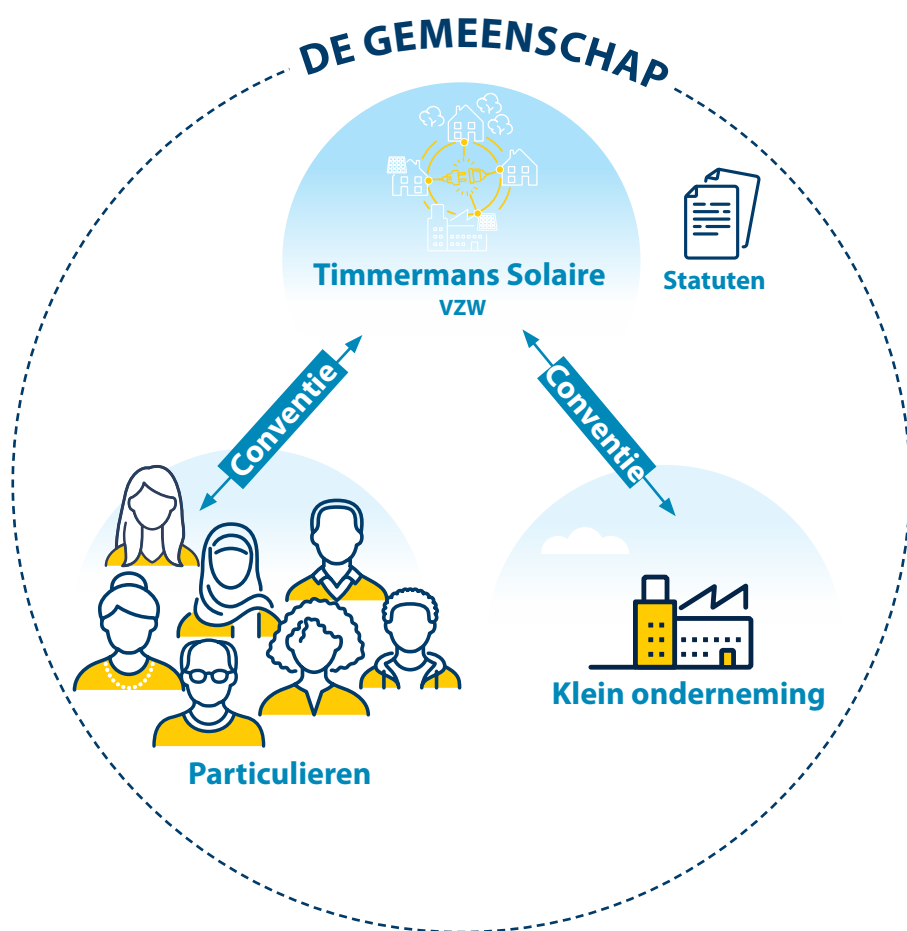 DE GEMEENSCHAP
Timmermans Solaire
VZW
Statuten
Conventie
Conventie
Klein onderneming
Particulieren